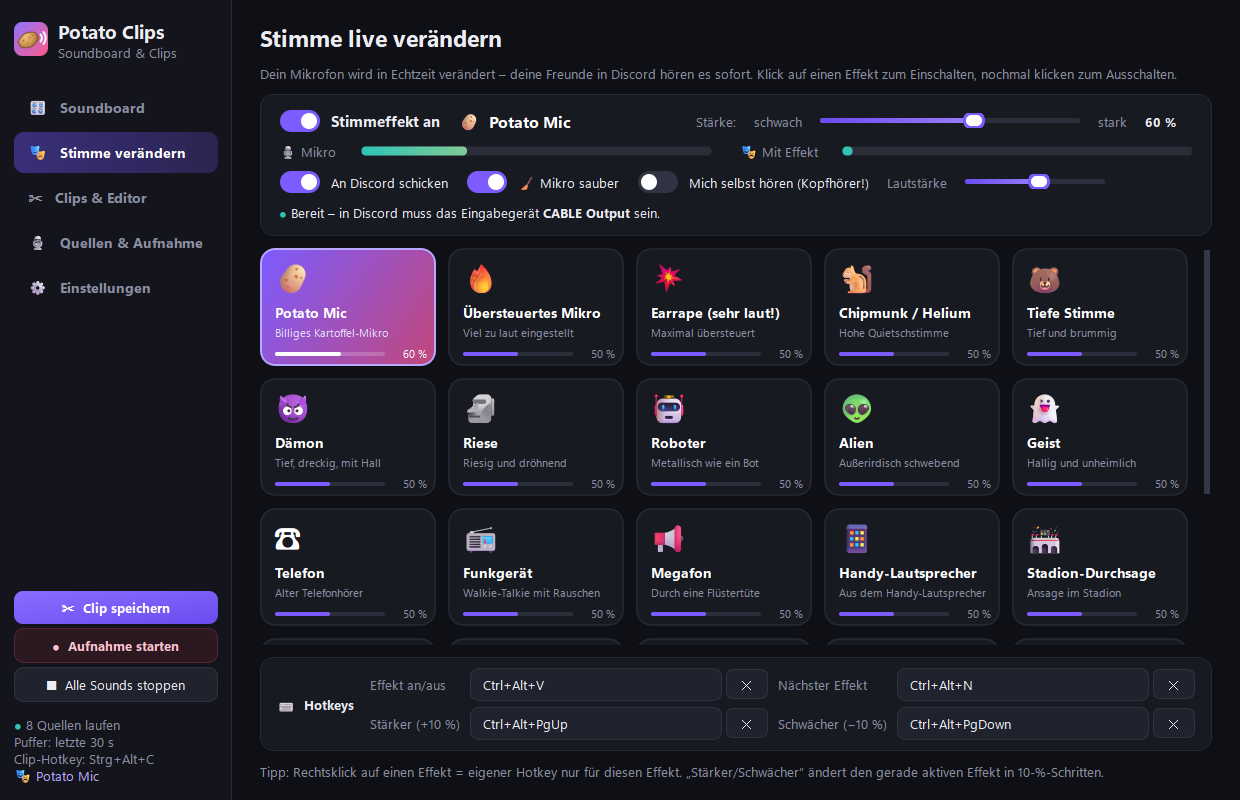 Potato Clips
Soundboard & Clips
Soundboard
Stimme verändern
Clips & Editor
Quellen & Aufnahme
Einstellungen
Clip speichern
Aufnahme starten
Alle Sounds stoppen
8 Quellen laufen
Puffer: letzte 30 s
Clip-Hotkey: Strg+Alt+C
Potato Mic
Stimme live verändern
Dein Mikrofon wird in Echtzeit verändert – deine Freunde in Discord hören es sofort. Klick auf einen Effekt zum Einschalten, nochmal klicken zum Ausschalten.
Stimmeffekt an Potato Mic Stärke: schwach stark 60 %
Mikro Mit Effekt
An Discord schicken Mikro sauber Mich selbst hören (Kopfhörer!) Lautstärke
Bereit – in Discord muss das Eingabegerät CABLE Output sein.
Potato Mic
Billiges Kartoffel-Mikro
60 %
Übersteuertes Mikro
Viel zu laut eingestellt
50 %
Earrape (sehr laut!)
Maximal übersteuert
50 %
Chipmunk / Helium
Hohe Quietschstimme
50 %
Tiefe Stimme
Tief und brummig
50 %
Dämon
Tief, dreckig, mit Hall
50 %
Riese
Riesig und dröhnend
50 %
Roboter
Metallisch wie ein Bot
50 %
Alien
Außerirdisch schwebend
50 %
Geist
Hallig und unheimlich
50 %
Telefon
Alter Telefonhörer
50 %
Funkgerät
Walkie-Talkie mit Rauschen
50 %
Megafon
Durch eine Flüstertüte
50 %
Handy-Lautsprecher
Aus dem Handy-Lautsprecher
50 %
Stadion-Durchsage
Ansage im Stadion
50 %
Hotkeys
Effekt an/aus Ctrl+Alt+V Nächster Effekt Ctrl+Alt+N
Stärker (+10 %) Ctrl+Alt+PgUp Schwächer (−10 %) Ctrl+Alt+PgDown
Tipp: Rechtsklick auf einen Effekt = eigener Hotkey nur für diesen Effekt. „Stärker/Schwächer“ ändert den gerade aktiven Effekt in 10-%-Schritten.